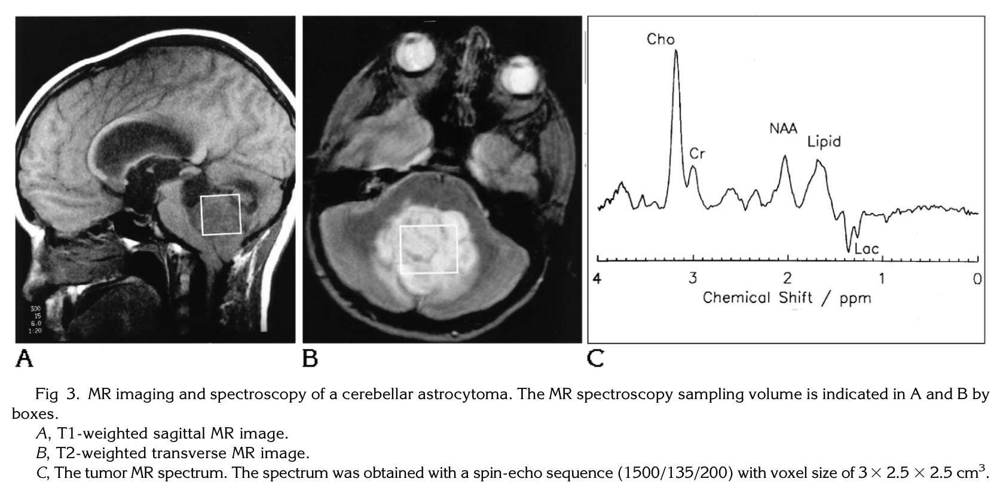 300
15
6.0
1:20
Cho
Cr
NAA
Lipid
Lac
4 3 2 1 0
Chemical Shift / ppm
A B C
Fig 3. MR imaging and spectroscopy of a cerebellar astrocytoma. The MR spectroscopy sampling volume is indicated in A and B by
boxes.
A, T1-weighted sagittal MR image.
B, T2-weighted transverse MR image.
C, The tumor MR spectrum. The spectrum was obtained with a spin-echo sequence (1500/135/200) with voxel size of 3 × 2.5 × 2.5 cm³.